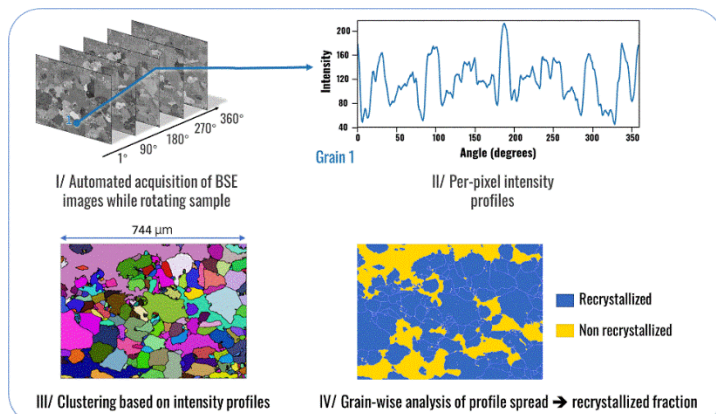 1°
90°
180°
270°
360°
I/ Automated acquisition of BSE
images while rotating sample
Intensity
200
160
120
80
40
0
50
100
150
200
250
300
350
Angle (degrees)
Grain 1
II/ Per-pixel intensity
profiles
744 µm
III/ Clustering based on intensity profiles
Recrystallized
Non recrystallized
IV/ Grain-wise analysis of profile spread ➔ recrystallized fraction